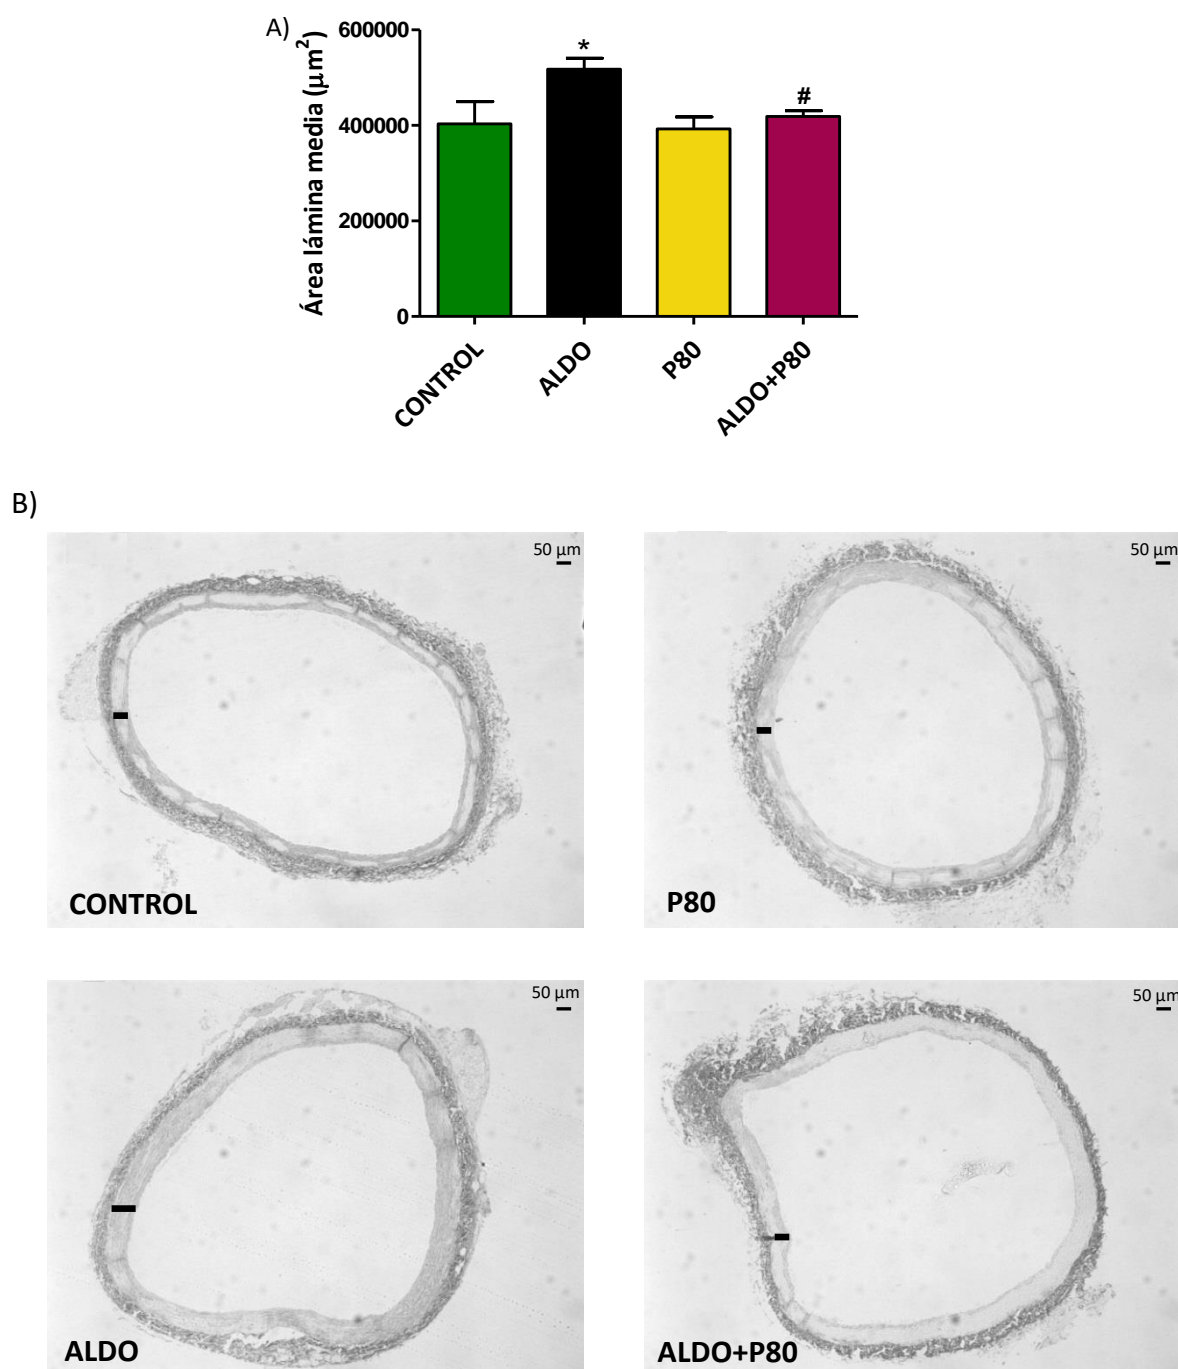 A)
Área lámina media (µm²)
600000
400000
200000
0
*
#
CONTROL
ALDO
P80
ALDO+P80
B)
50 µm
CONTROL
50 µm
P80
50 µm
ALDO
50 µm
ALDO+P80